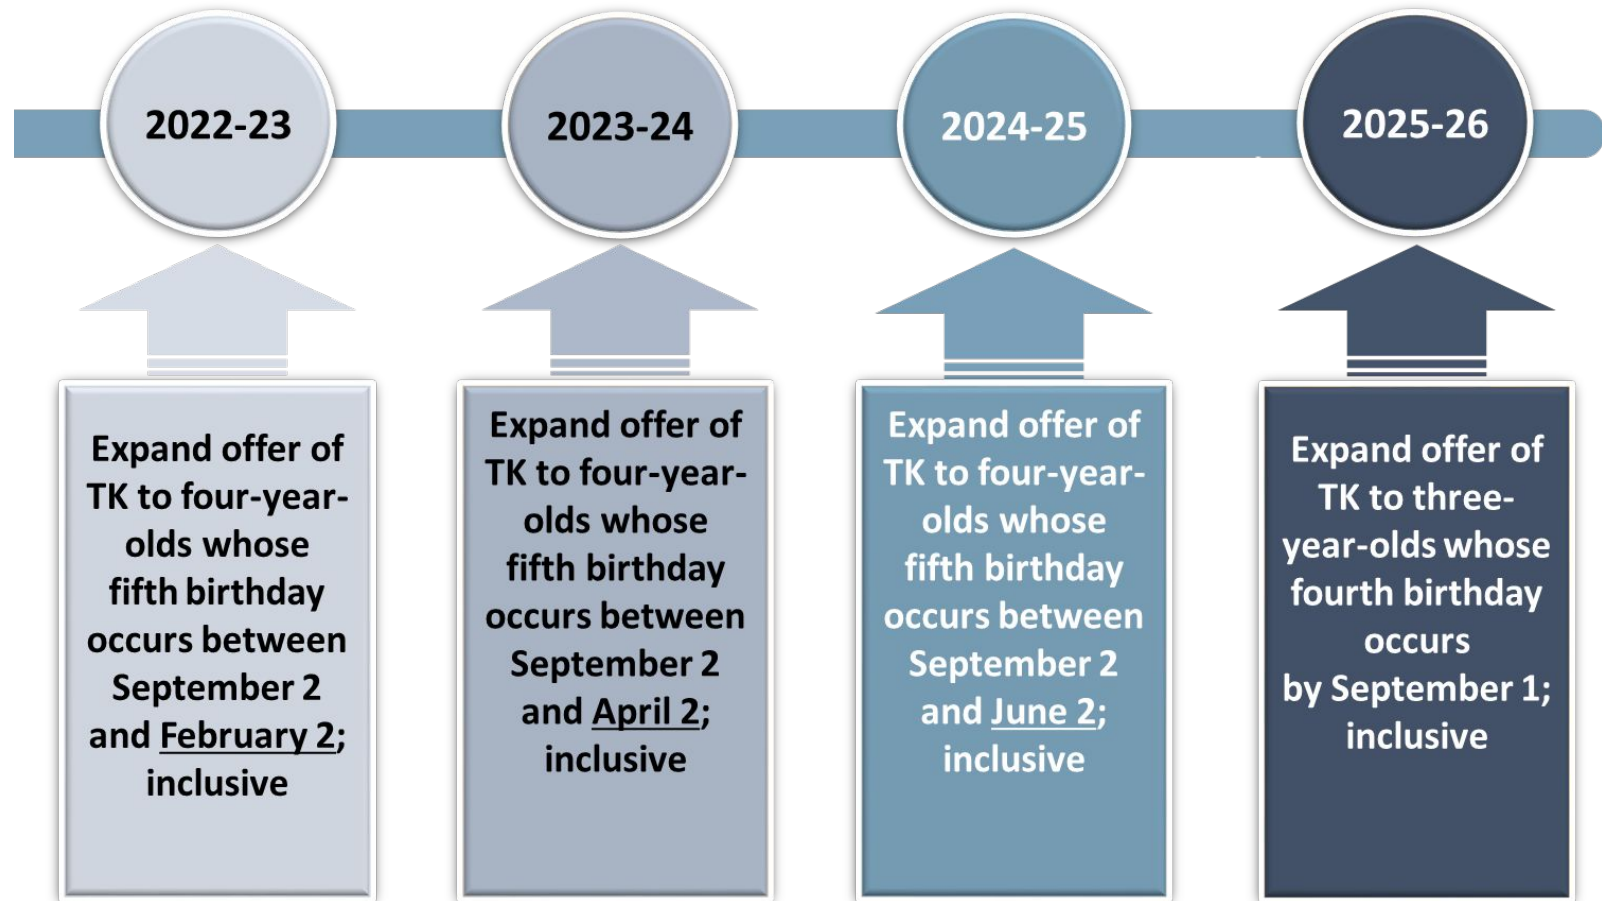 2022-23
Expand offer of
TK to four-year-
olds whose
fifth birthday
occurs between
September 2
and February 2;
inclusive
2023-24
Expand offer of
TK to four-year-
olds whose
fifth birthday
occurs between
September 2
and April 2;
inclusive
2024-25
Expand offer of
TK to four-year-
olds whose
fifth birthday
occurs between
September 2
and June 2;
inclusive
2025-26
Expand offer of
TK to three-
year-olds whose
fourth birthday
occurs
by September 1;
inclusive